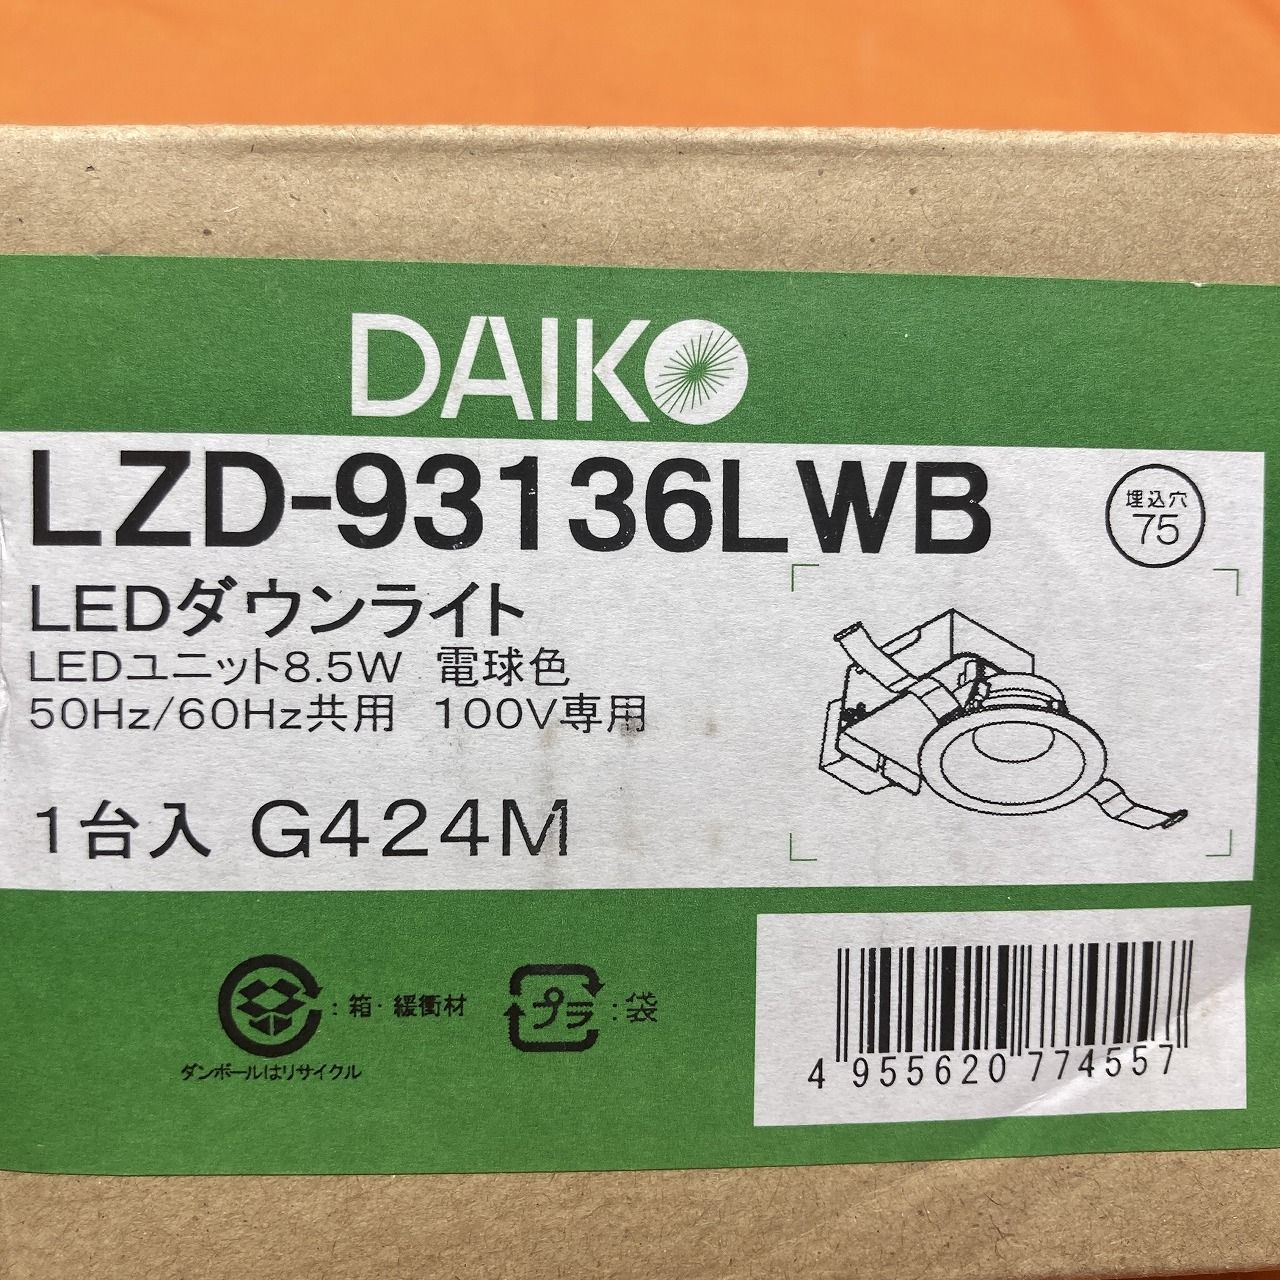 DAIKO
LZD-93136LWB
埋込穴
75
LEDダウンライト
LEDユニット8.5W 電球色
50Hz/60Hz共用 100V専用
1台入 G424M
:箱・緩衝材
ダンボールはリサイクル
プラ:袋
4 955620 774557